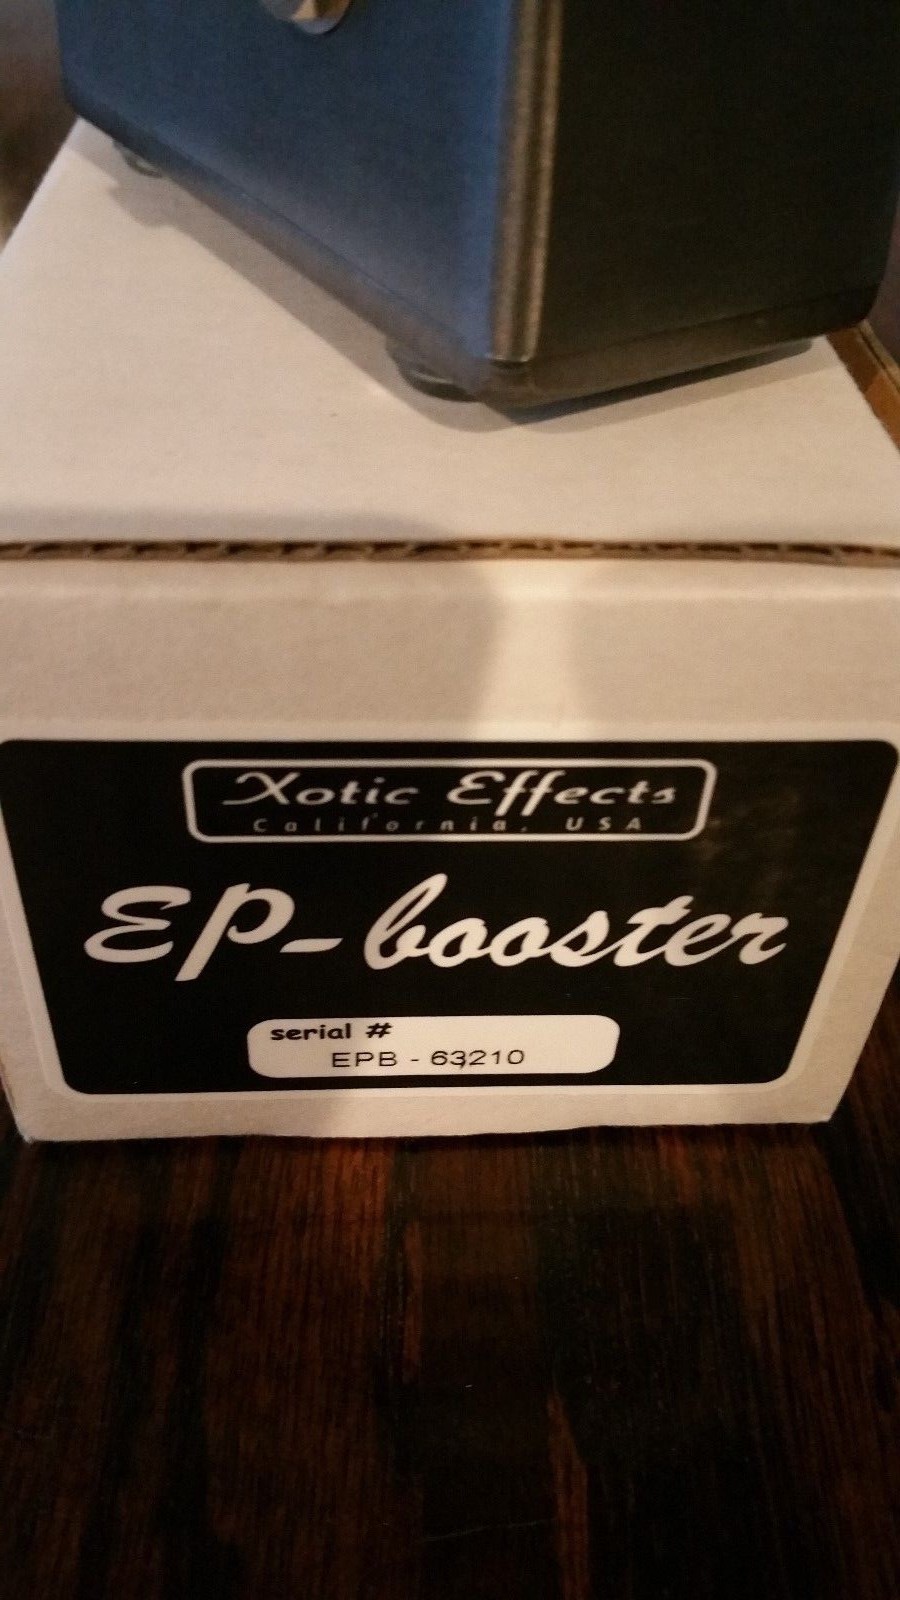 Xotic Effects
California, USA
EP-booster
serial #
EPB - 63210